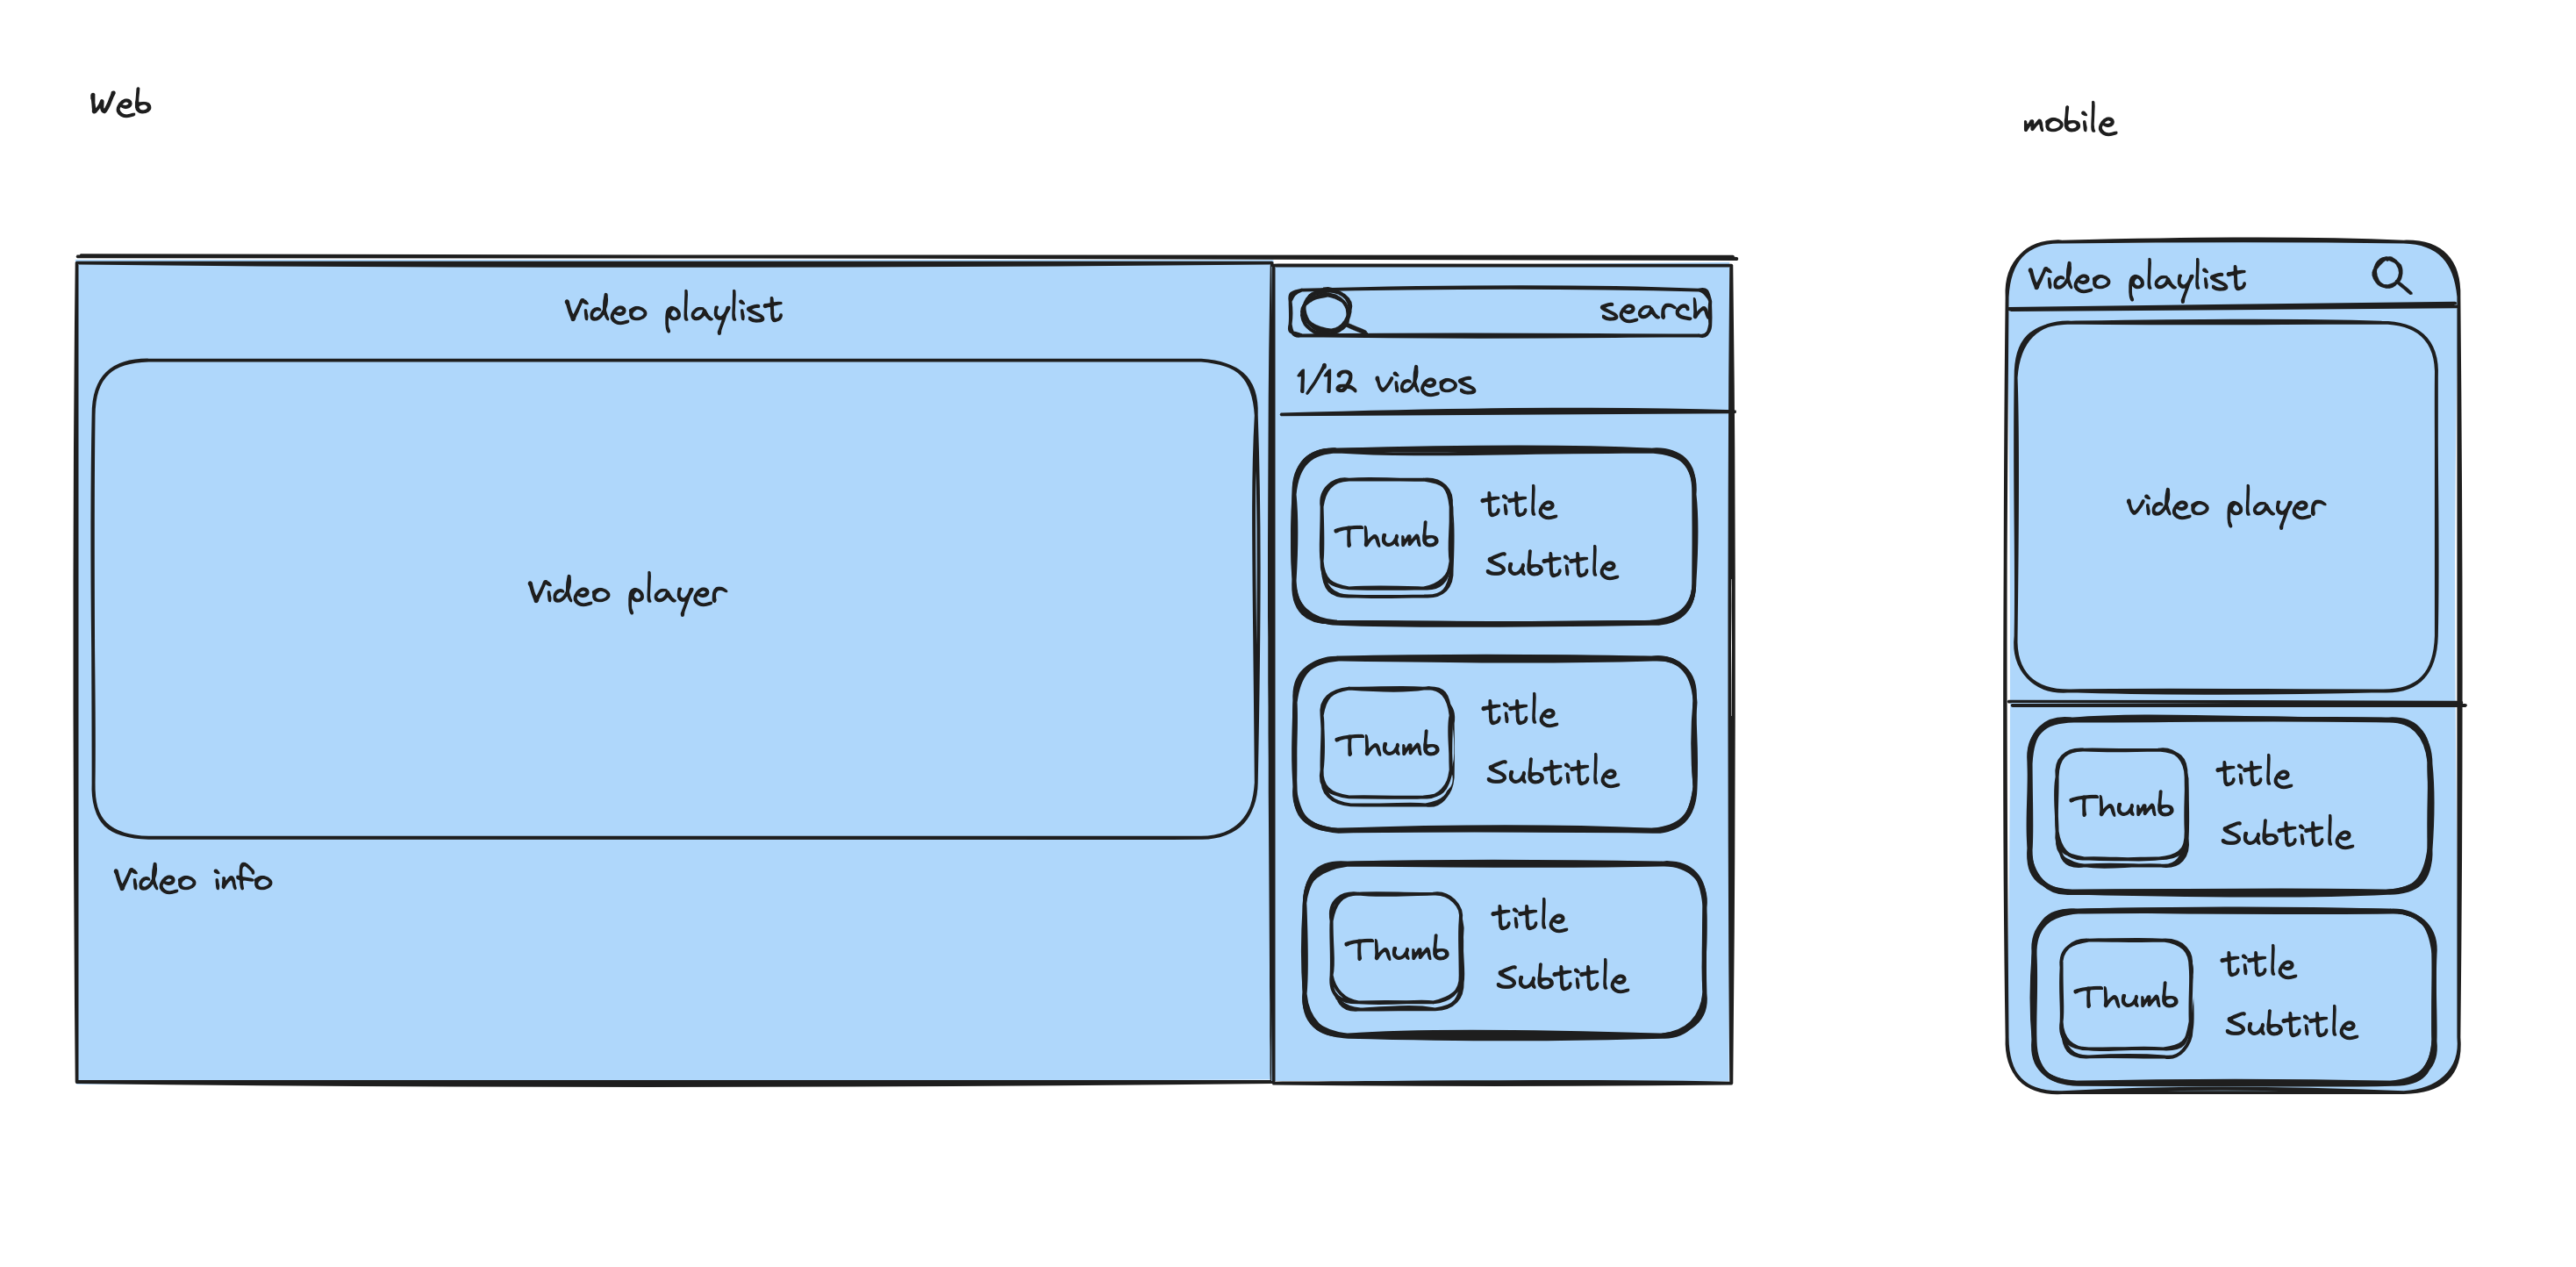 Web
Video playlist
search
1/12 videos
Video player
Thumb
title
Subtitle
Thumb
title
Subtitle
Thumb
title
Subtitle
Video info
mobile
Video playlist
video player
Thumb
title
Subtitle
Thumb
title
Subtitle